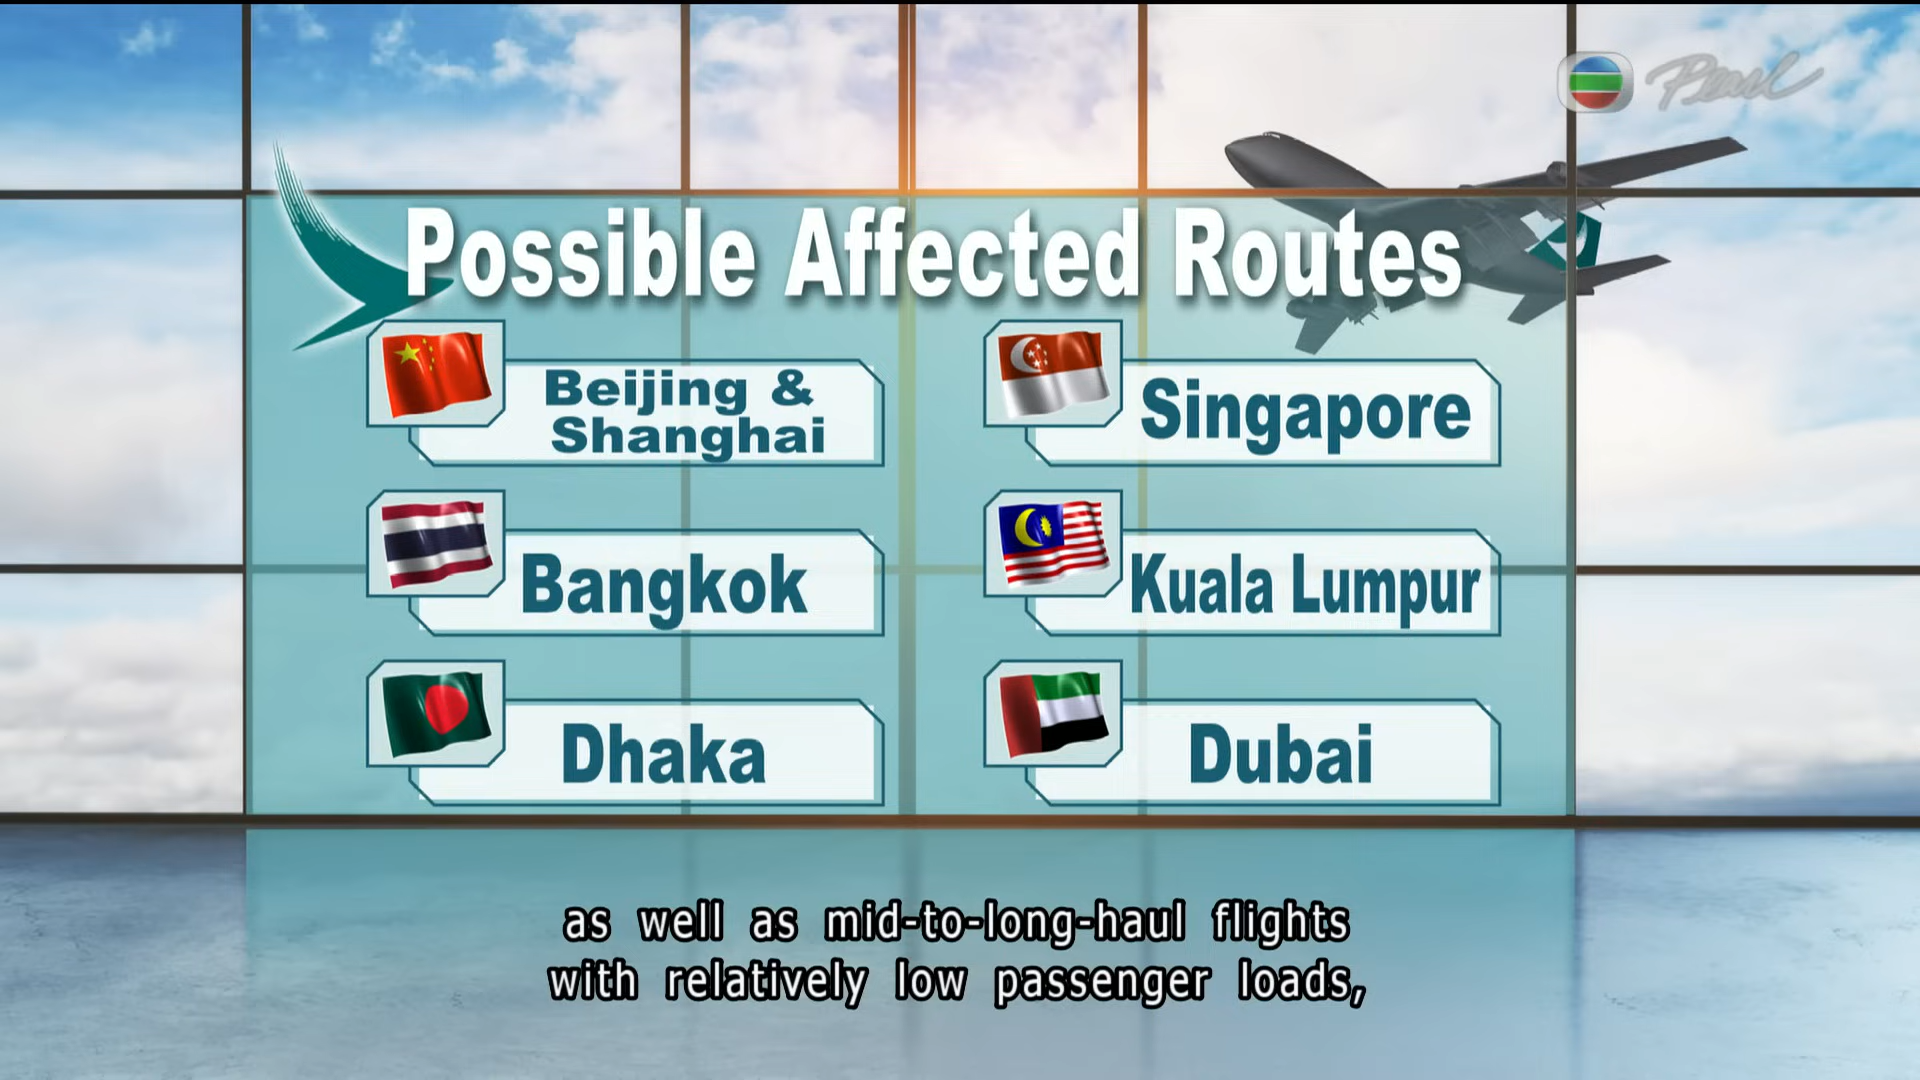 Pearl
Possible Affected Routes
Beijing &
Shanghai
Singapore
Bangkok
Kuala Lumpur
Dhaka
Dubai
as well as mid-to-long-haul flights
with relatively low passenger loads,